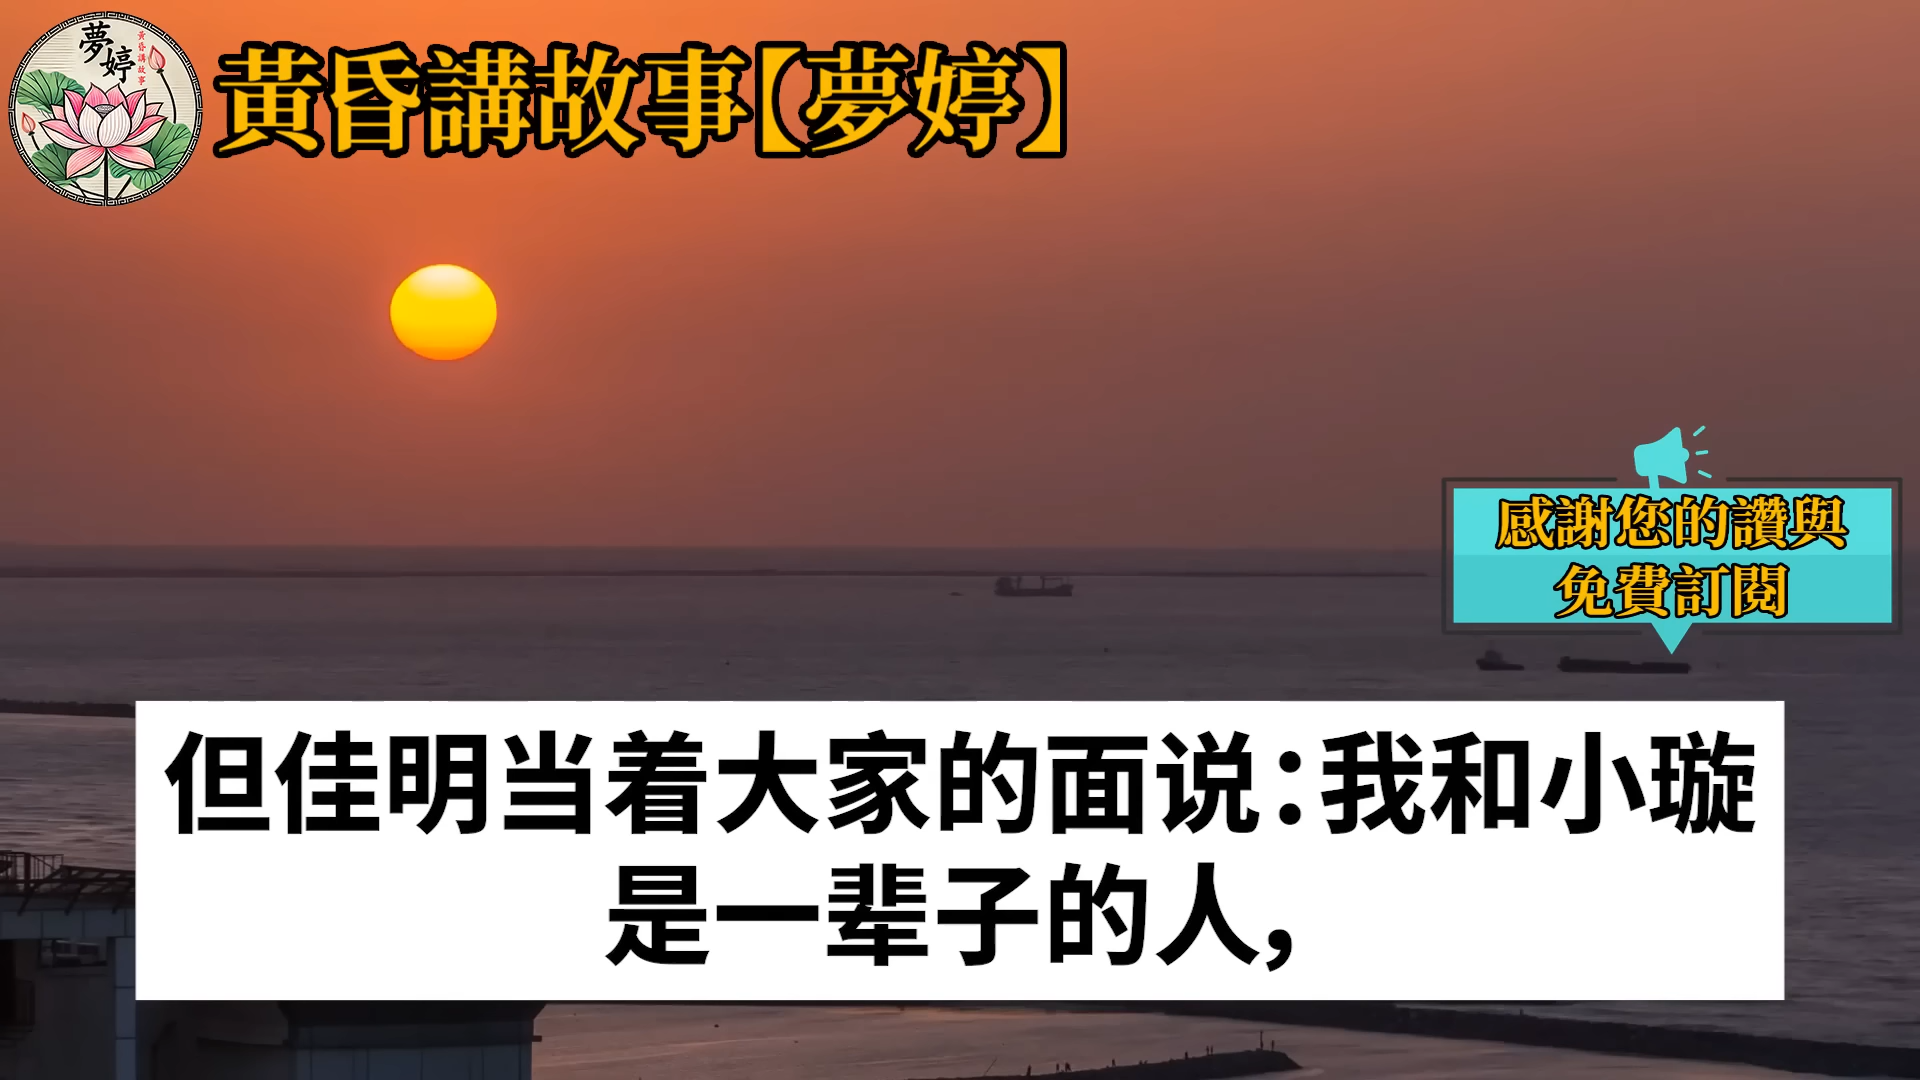 夢婷
黃昏講故事
黃昏講故事【夢婷】
感謝您的讚與
免費訂閱
但佳明当着大家的面说：我和小璇
是一辈子的人，